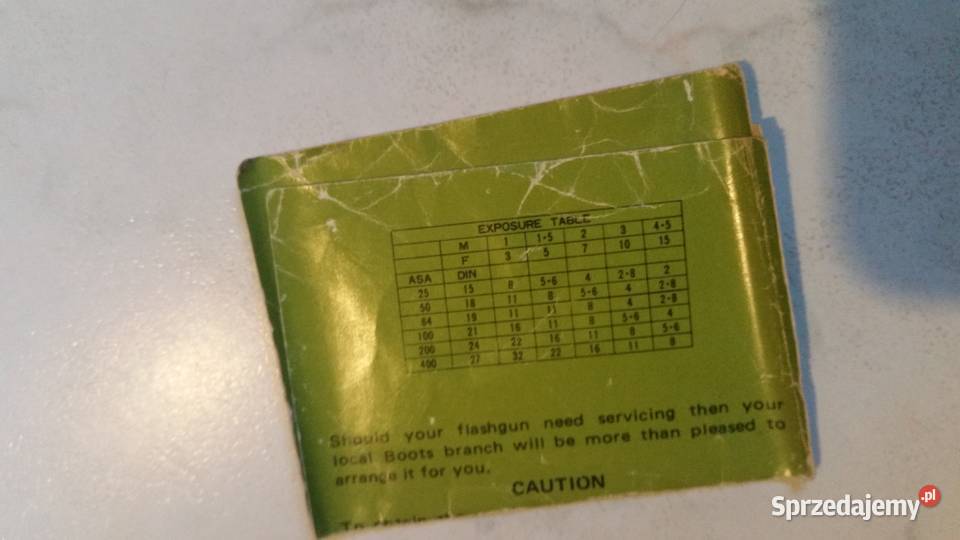 EXPOSURE TABLE
M 1 1·5 2 3 4·5
F 3 5 7 10 15
ASA DIN
25 15 8 5-6 4 2-8 2
50 18 11 8 5-6 4 2-8
64 19 11 11 8 4 2-8
100 21 16 11 8 5-6 4
200 24 22 16 11 8 5-6
400 27 32 22 16 11 8
Should your flashgun need servicing then your
local Boots branch will be more than pleased to
arrange it for you.
CAUTION
Sprzedajemy.pl